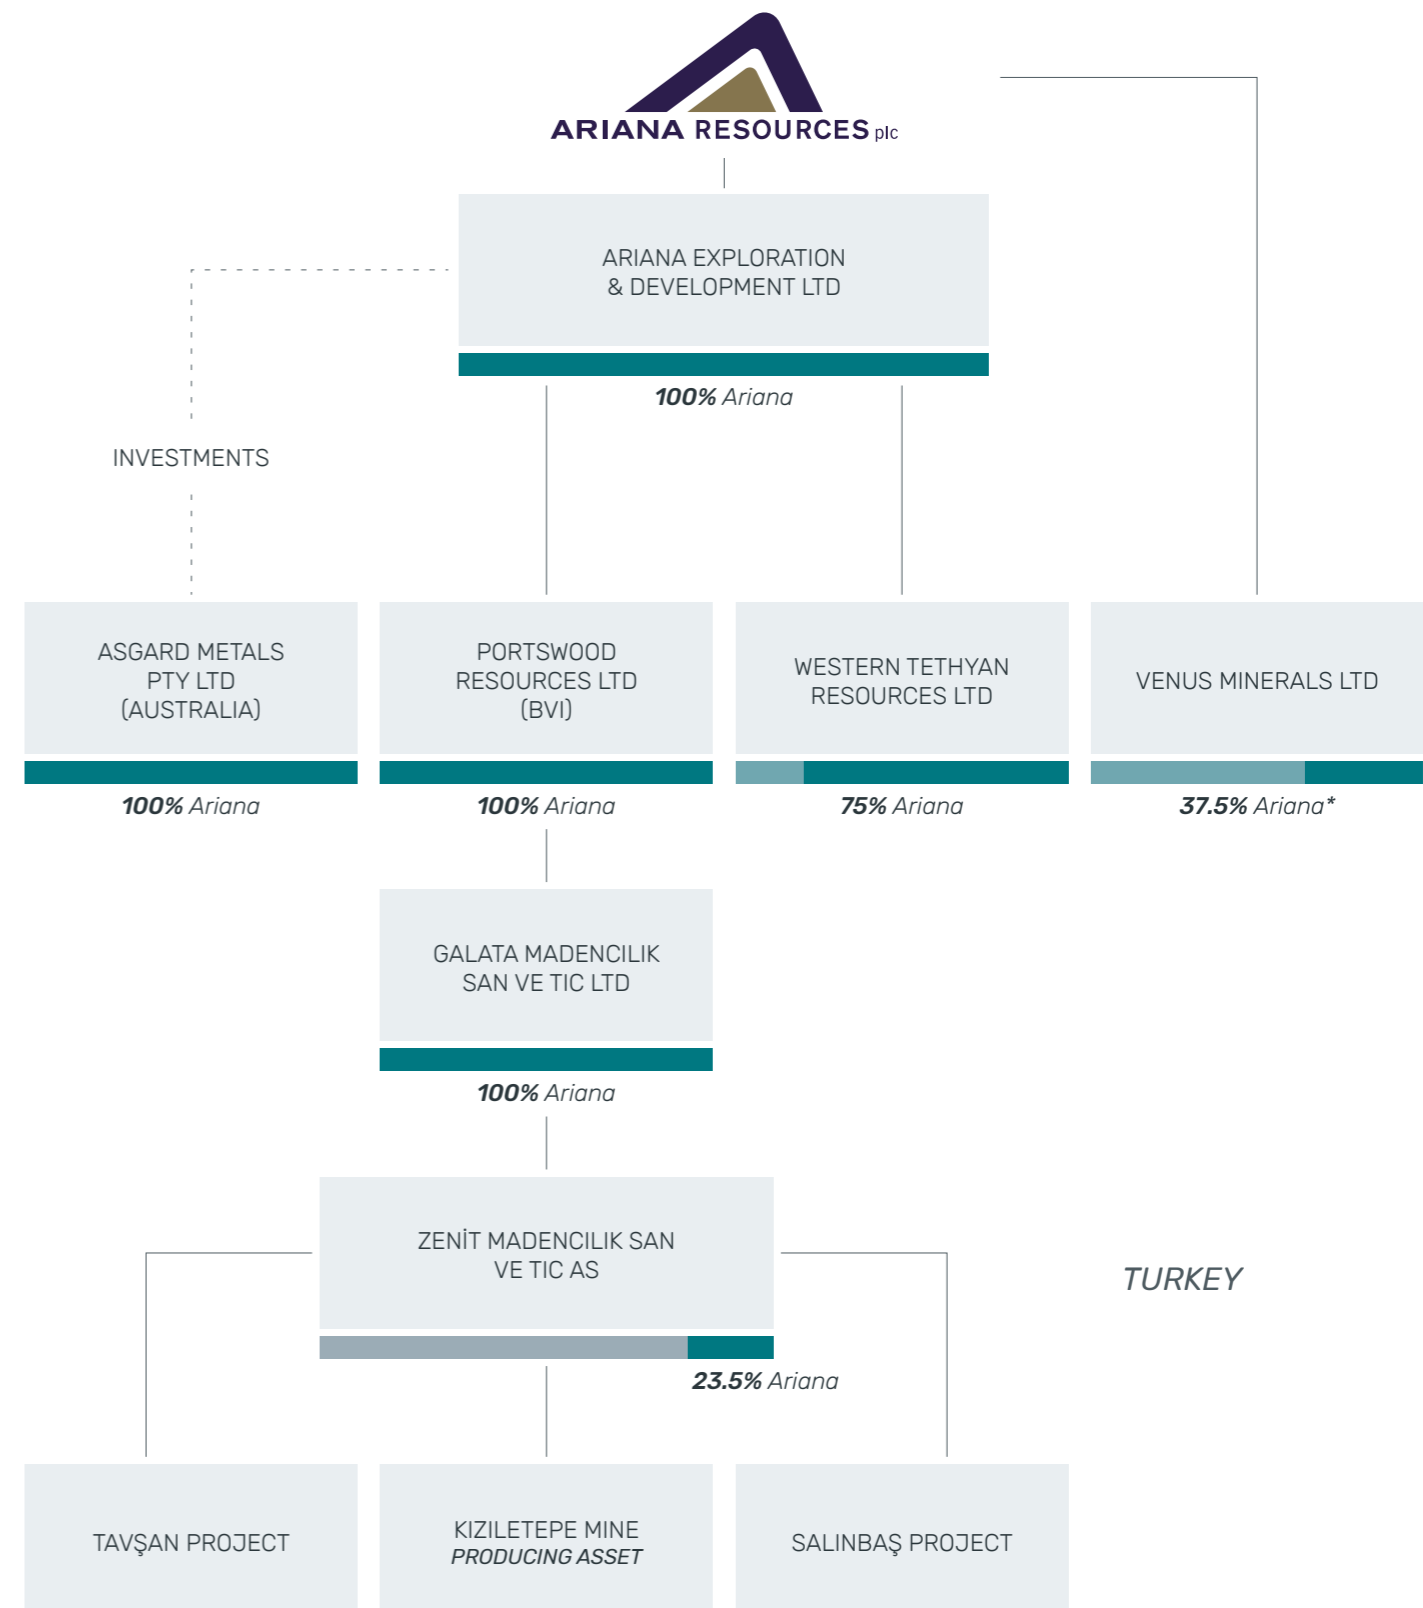 ARIANA RESOURCES plc
ARIANA EXPLORATION
& DEVELOPMENT LTD
100% Ariana
INVESTMENTS
ASGARD METALS
PTY LTD
(AUSTRALIA)
100% Ariana
PORTSWOOD
RESOURCES LTD
(BVI)
100% Ariana
WESTERN TETHYAN
RESOURCES LTD
75% Ariana
VENUS MINERALS LTD
37.5% Ariana*
GALATA MADENCILIK
SAN VE TIC LTD
100% Ariana
ZENİT MADENCILIK SAN
VE TIC AS
23.5% Ariana
TURKEY
TAVŞAN PROJECT
KIZILETEPE MINE
PRODUCING ASSET
SALINBAŞ PROJECT